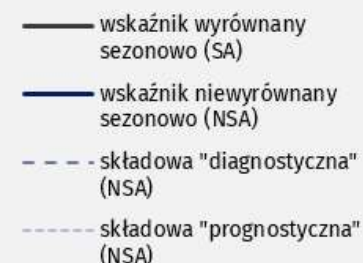 wskaźnik wyrównany
sezonowo (SA)
wskaźnik niewyrównany
sezonowo (NSA)
składowa "diagnostyczna"
(NSA)
składowa "prognostyczna"
(NSA)